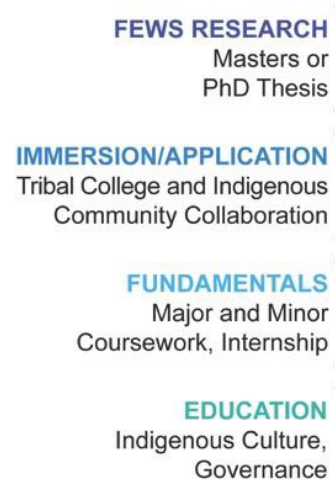 FEWS RESEARCH
Masters or
PhD Thesis
IMMERSION/APPLICATION
Tribal College and Indigenous
Community Collaboration
FUNDAMENTALS
Major and Minor
Coursework, Internship
EDUCATION
Indigenous Culture,
Governance